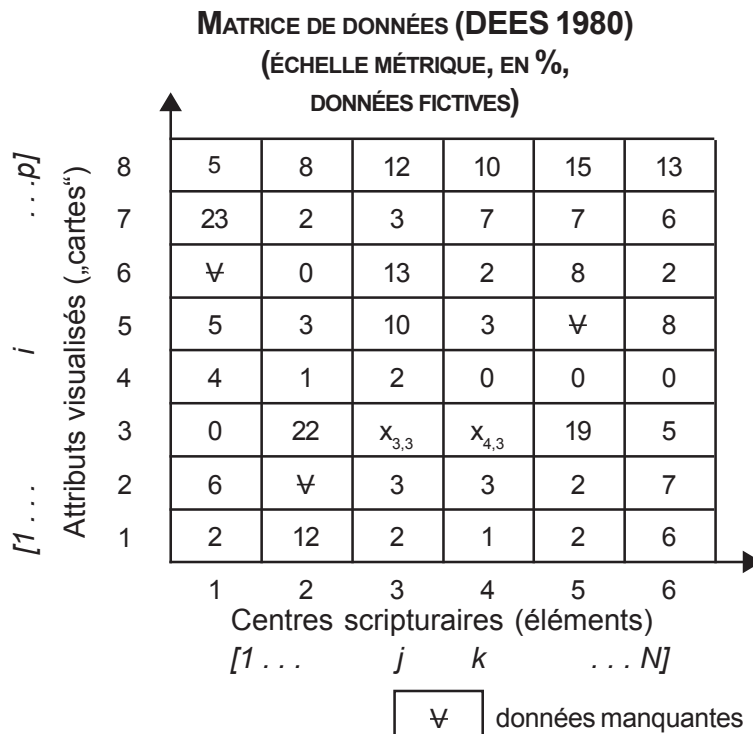 MATRICE DE DONNÉES (DEES 1980)
(ÉCHELLE MÉTRIQUE, EN %,
DONNÉES FICTIVES)
[1 . . . i . . .p]
Attributs visualisés („cartes“)
8 5 8 12 10 15 13
7 23 2 3 7 7 6
6 ∀ 0 13 2 8 2
5 5 3 10 3 ∀ 8
4 4 1 2 0 0 0
3 0 22 x3,3 x4,3 19 5
2 6 ∀ 3 3 2 7
1 2 12 2 1 2 6
1 2 3 4 5 6
Centres scripturaires (éléments)
[1 . . . j k . . . N]
∀ données manquantes